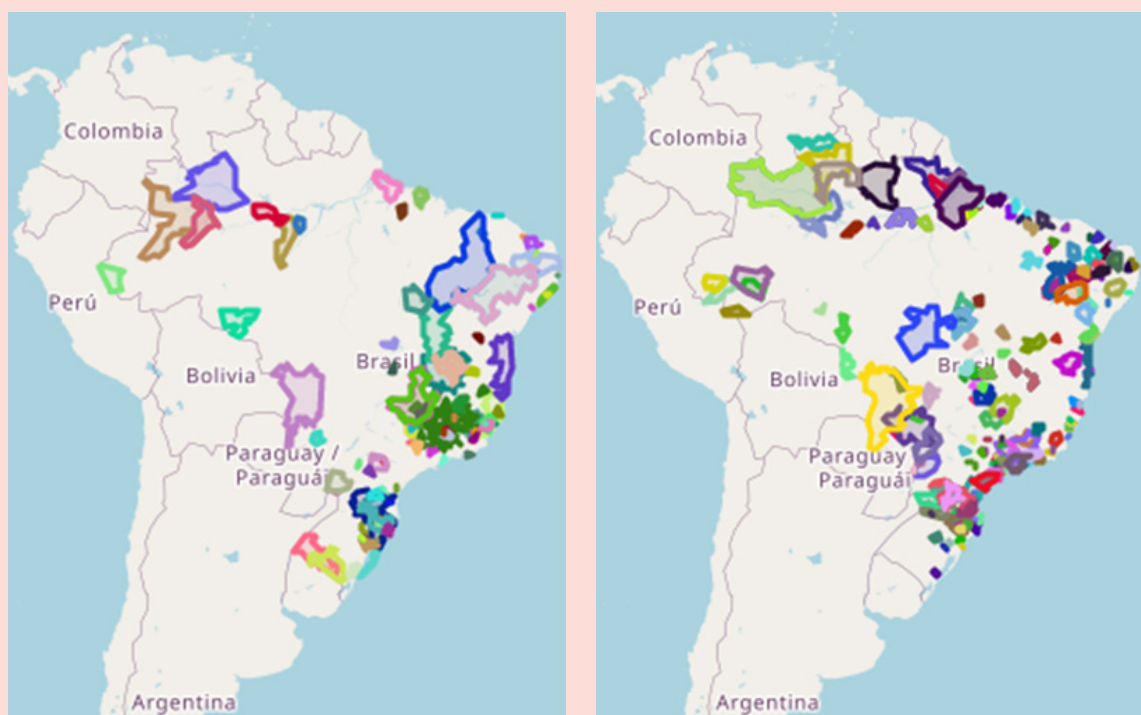 Colombia
Perú
Brasil
Bolivia
Paraguay /
Paraguái
Argentina
Colombia
Perú
Brasil
Bolivia
Paraguay
Paraguái
Argentina